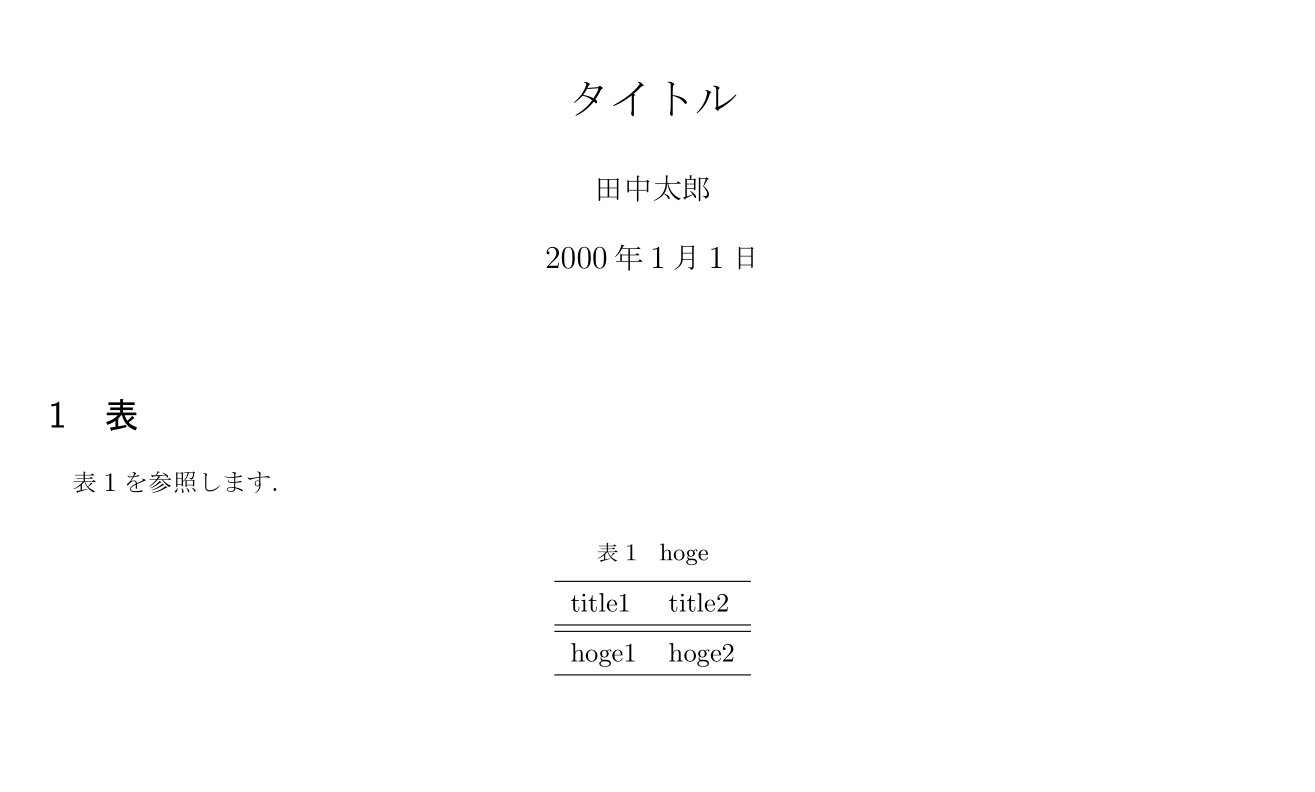 タイトル
田中太郎
2000 年 1 月 1 日
1 表
表 1 を参照します.
表 1 hoge
title1 title2
hoge1 hoge2